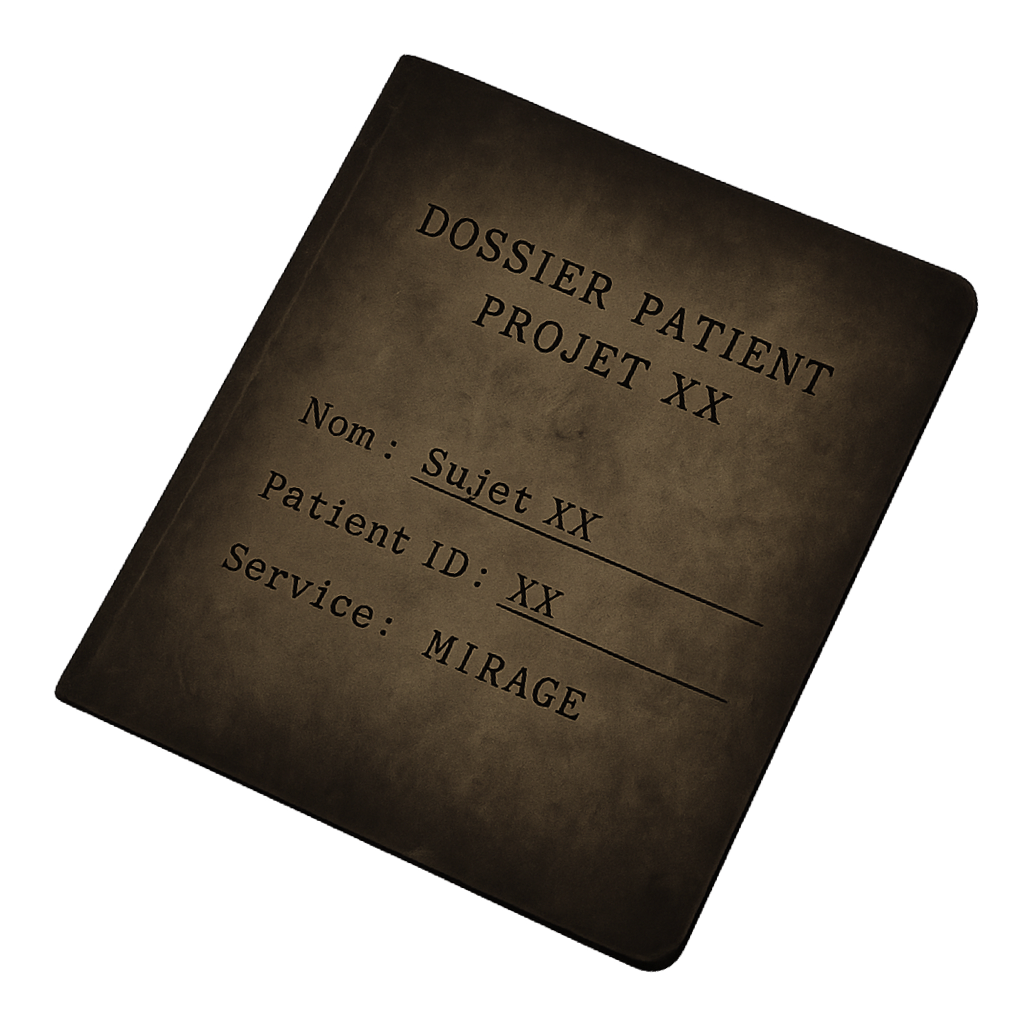 DOSSIER PATIENT
PROJET XX
Nom: Sujet XX
Patient ID: XX
Service: MIRAGE